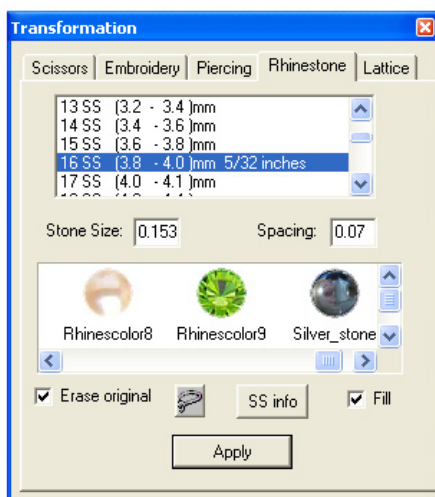 Transformation
Scissors Embroidery Piercing Rhinestone Lattice
13 SS (3.2 - 3.4 )mm
14 SS (3.4 - 3.6 )mm
15 SS (3.6 - 3.8 )mm
16 SS (3.8 - 4.0 )mm 5/32 inches
17 SS (4.0 - 4.1 )mm
Stone Size: 0.153 Spacing: 0.07
Rhinescolor8 Rhinescolor9 Silver_stone
Erase original SS info Fill
Apply